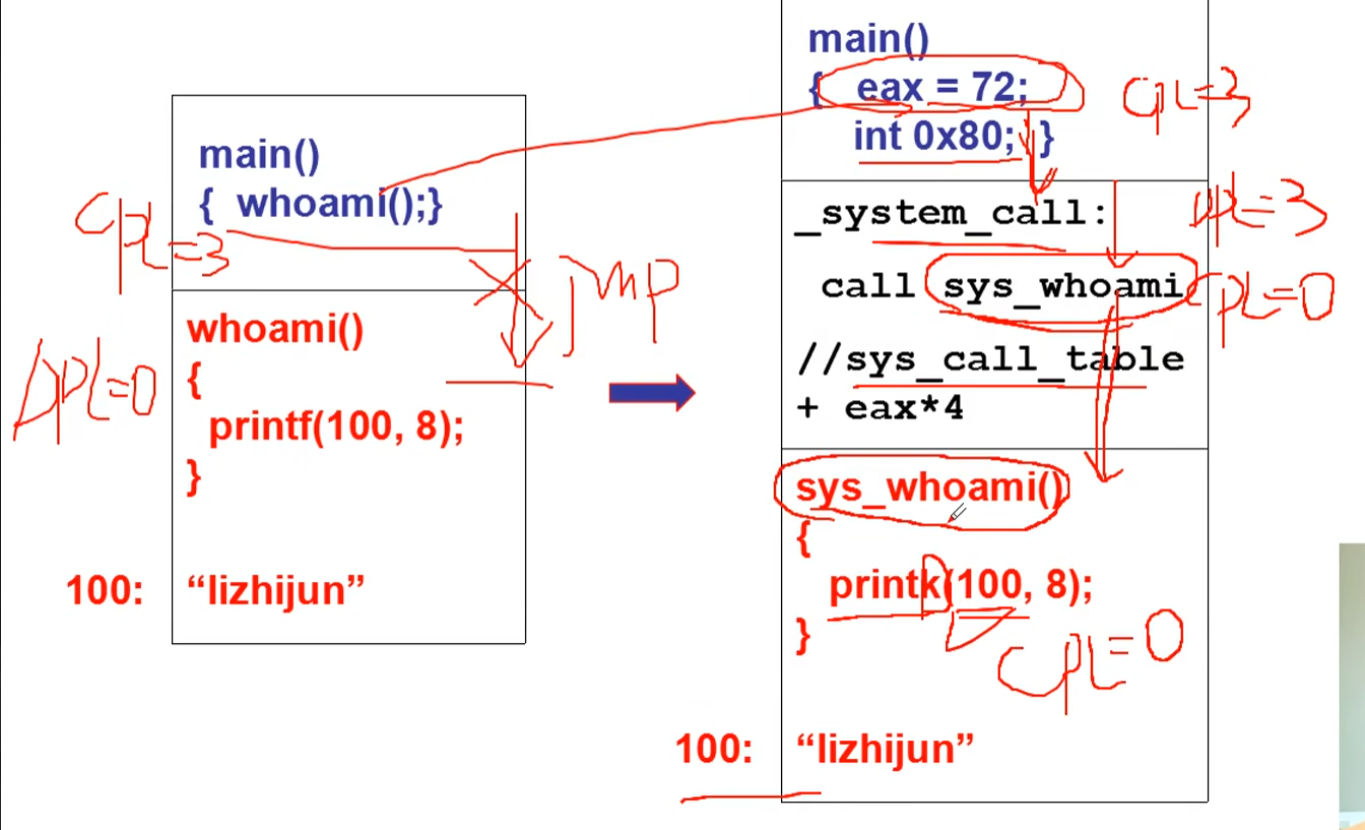 main()
{ whoami();}
cpl=3
jmp
whoami()
DPL=0
{
printf(100, 8);
}
100: “lizhijun”
main()
{ eax = 72;
CPL=3
int 0x80; }
_system_call:
dpl=3
call sys_whoami
CPL=0
//sys_call_table
+ eax*4
sys_whoami()
{
printk(100, 8);
}
CPL=0
100: “lizhijun”